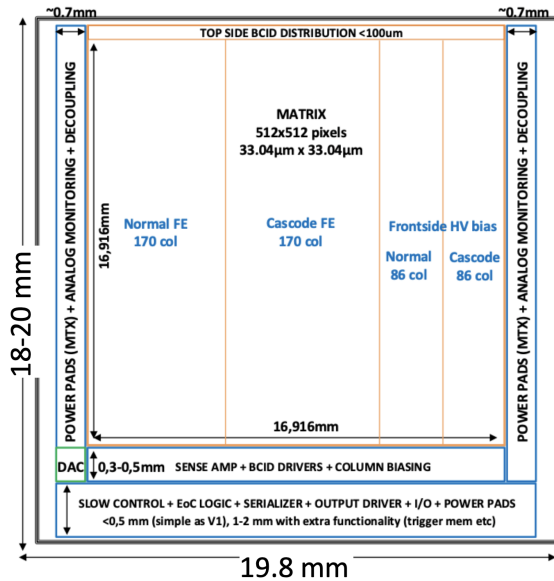 ~0.7mm
~0.7mm
TOP SIDE BCID DISTRIBUTION <100um
MATRIX
512x512 pixels
33.04μm x 33.04μm
Normal FE
170 col
Cascode FE
170 col
Frontside HV bias
Normal
86 col
Cascode
86 col
POWER PADS (MTX) + ANALOG MONITORING + DECOUPLING
16,916mm
POWER PADS (MTX) + ANALOG MONITORING + DECOUPLING
18-20 mm
16,916mm
DAC
0,3-0,5mm
SENSE AMP + BCID DRIVERS + COLUMN BIASING
SLOW CONTROL + EoC LOGIC + SERIALIZER + OUTPUT DRIVER + I/O + POWER PADS
<0,5 mm (simple as V1), 1-2 mm with extra functionality (trigger mem etc)
19.8 mm